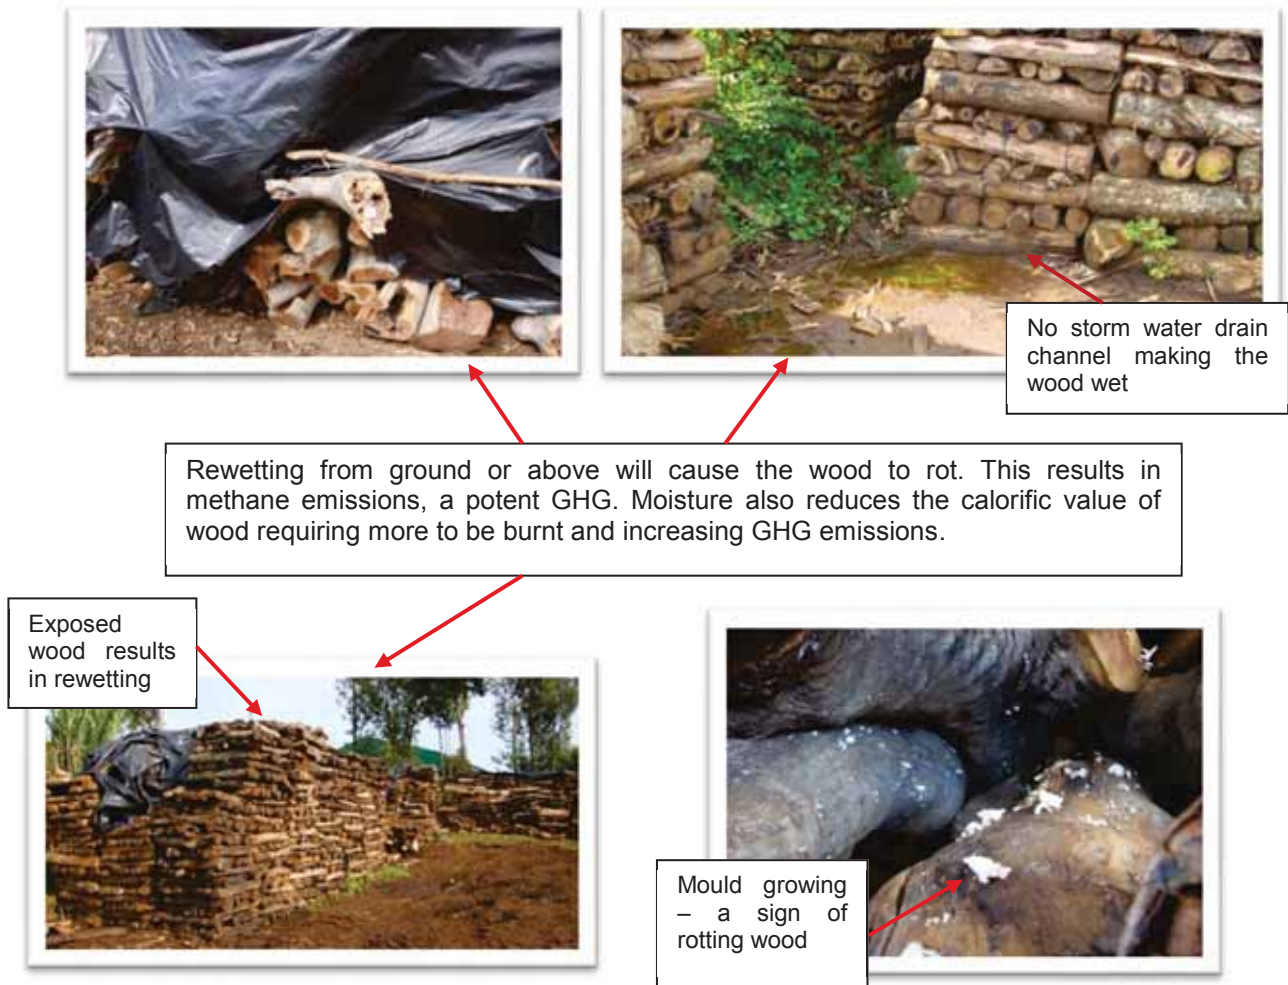 No storm water drain
channel making the
wood wet
Rewetting from ground or above will cause the wood to rot. This results in
methane emissions, a potent GHG. Moisture also reduces the calorific value of
wood requiring more to be burnt and increasing GHG emissions.
Exposed
wood results
in rewetting
Mould growing
– a sign of
rotting wood